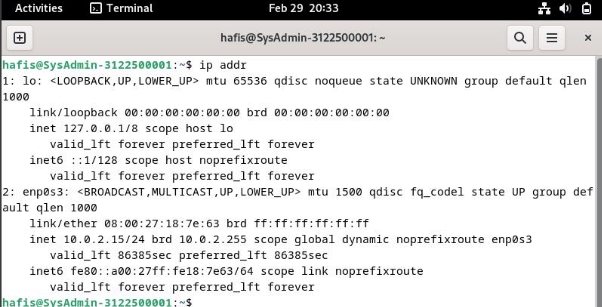 Activities Terminal Feb 29 20:33
hafis@SysAdmin-3122500001: ~
hafis@SysAdmin-3122500001:~$ ip addr
1: lo: <LOOPBACK,UP,LOWER_UP> mtu 65536 qdisc noqueue state UNKNOWN group default qlen
1000
    link/loopback 00:00:00:00:00:00 brd 00:00:00:00:00:00
    inet 127.0.0.1/8 scope host lo
       valid_lft forever preferred_lft forever
    inet6 ::1/128 scope host noprefixroute
       valid_lft forever preferred_lft forever
2: enp0s3: <BROADCAST,MULTICAST,UP,LOWER_UP> mtu 1500 qdisc fq_codel state UP group def
ault qlen 1000
    link/ether 08:00:27:18:7e:63 brd ff:ff:ff:ff:ff:ff
    inet 10.0.2.15/24 brd 10.0.2.255 scope global dynamic noprefixroute enp0s3
       valid_lft 86385sec preferred_lft 86385sec
    inet6 fe80::a00:27ff:fe18:7e63/64 scope link noprefixroute
       valid_lft forever preferred_lft forever
hafis@SysAdmin-3122500001:~$